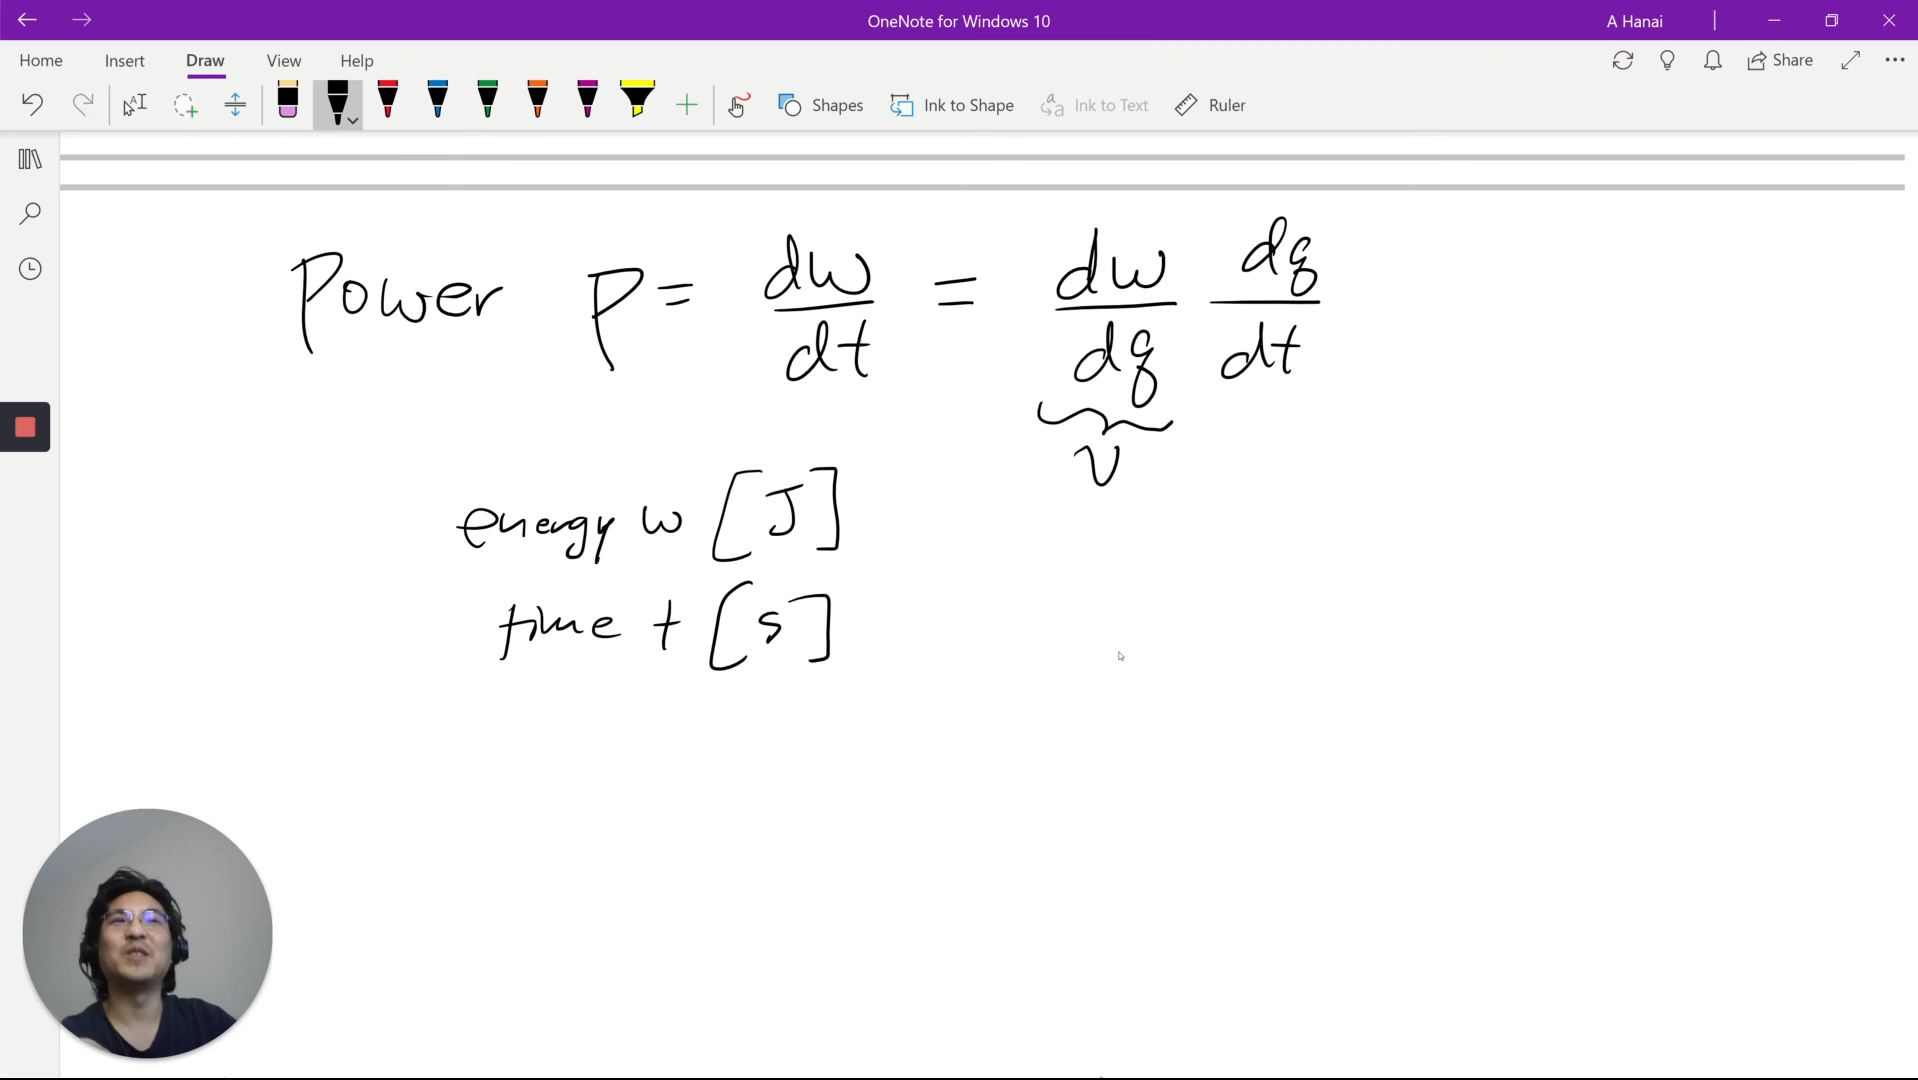 OneNote for Windows 10
A Hanai
Home Insert Draw View Help
Share
Shapes Ink to Shape Ink to Text Ruler
Power P = dw/dt = dw/dq dq/dt
v
energy w [J]
time t [s]